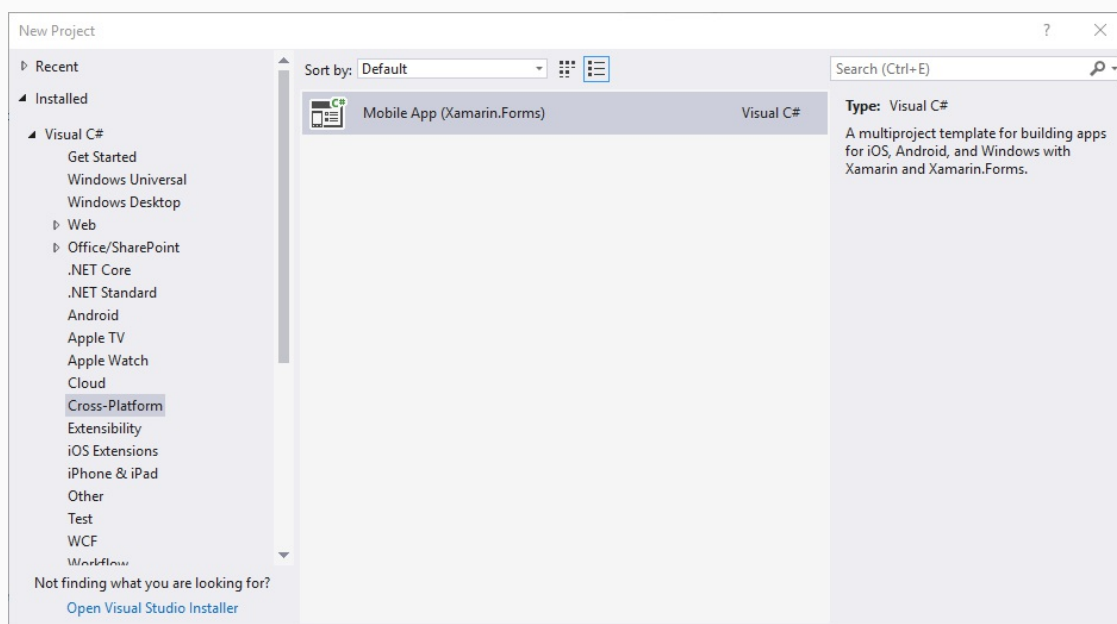 New Project
?
Recent
Installed
Visual C#
Get Started
Windows Universal
Windows Desktop
Web
Office/SharePoint
.NET Core
.NET Standard
Android
Apple TV
Apple Watch
Cloud
Cross-Platform
Extensibility
iOS Extensions
iPhone & iPad
Other
Test
WCF
Workflow
Not finding what you are looking for?
Open Visual Studio Installer
Sort by: Default
C#
Mobile App (Xamarin.Forms) Visual C#
Search (Ctrl+E)
Type: Visual C#
A multiproject template for building apps
for iOS, Android, and Windows with
Xamarin and Xamarin.Forms.